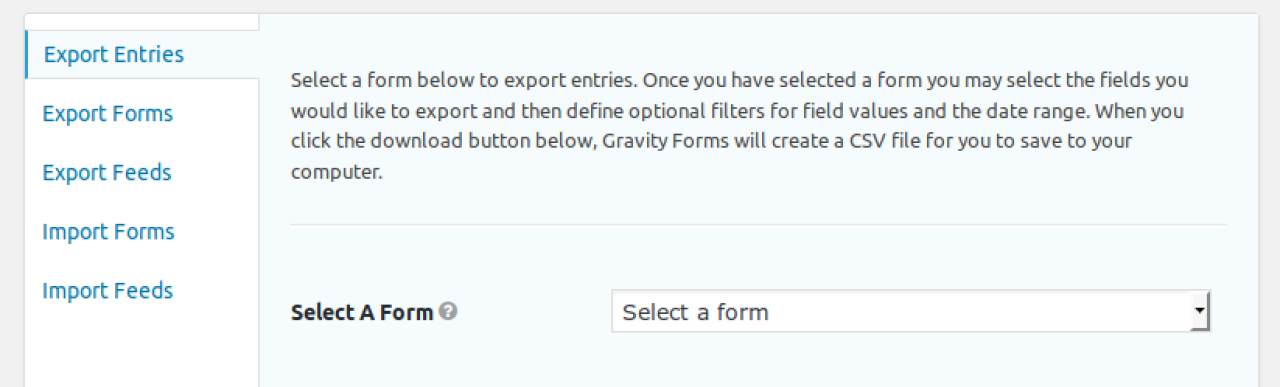 Export Entries
Export Forms
Export Feeds
Import Forms
Import Feeds
Select a form below to export entries. Once you have selected a form you may select the fields you
would like to export and then define optional filters for field values and the date range. When you
click the download button below, Gravity Forms will create a CSV file for you to save to your
computer.
Select A Form ?
Select a form